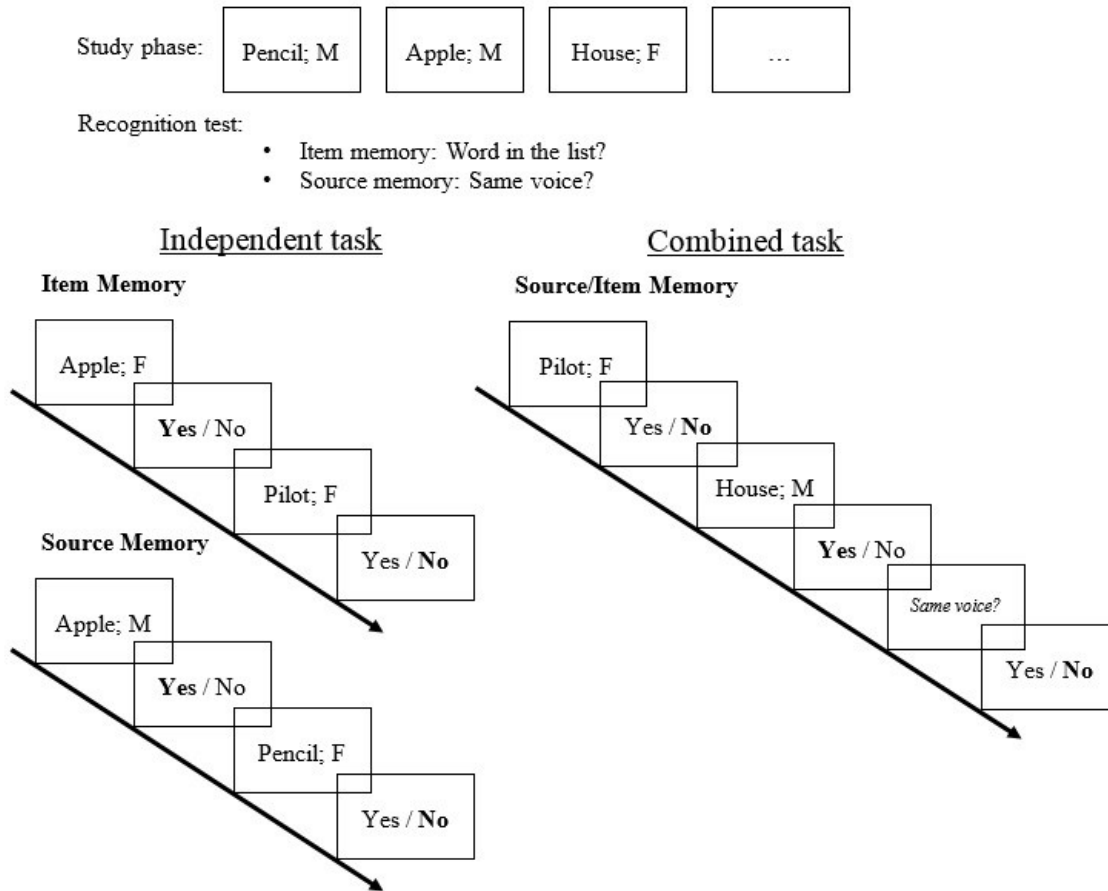 Study phase:
Pencil; M
Apple; M
House; F
...
Recognition test:
• Item memory: Word in the list?
• Source memory: Same voice?
Independent task
Item Memory
Apple; F
Yes / No
Pilot; F
Yes / No
Source Memory
Apple; M
Yes / No
Pencil; F
Yes / No
Combined task
Source/Item Memory
Pilot; F
Yes / No
House; M
Yes / No
Same voice?
Yes / No